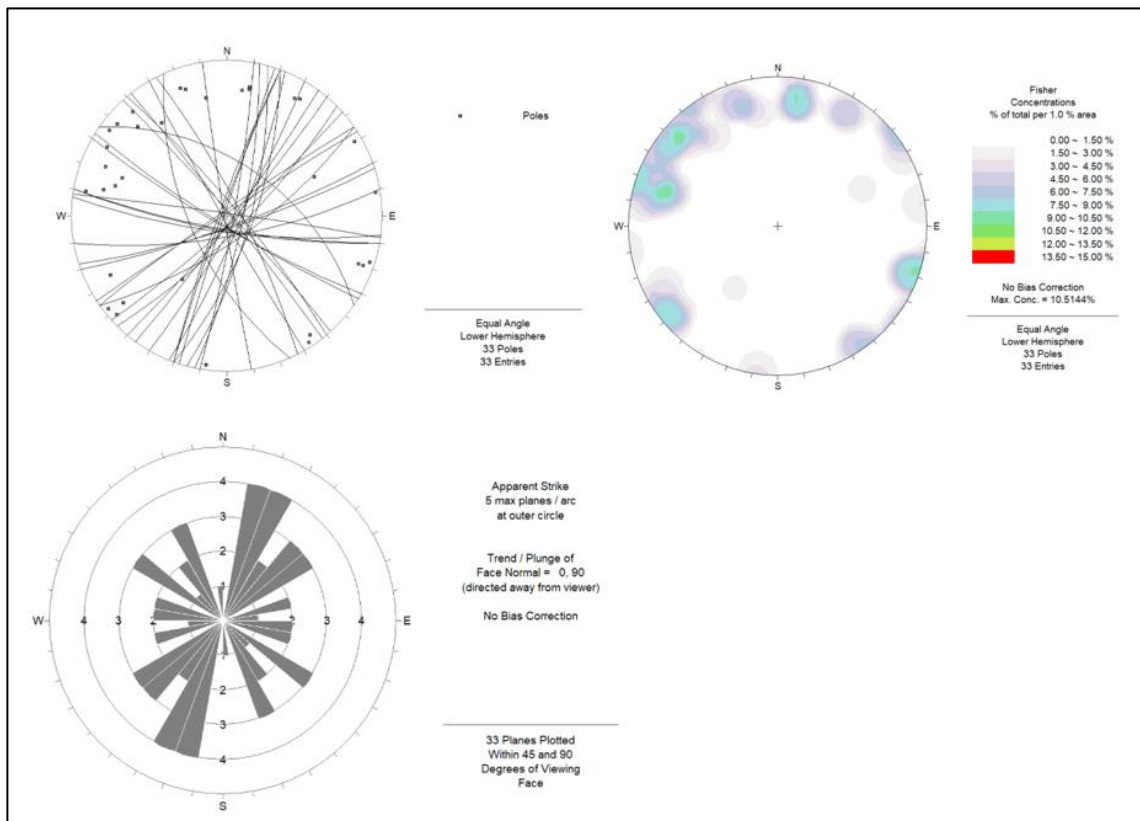 N
W
E
S
Poles
Equal Angle
Lower Hemisphere
33 Poles
33 Entries
N
W
E
S
Fisher
Concentrations
% of total per 1.0 % area
0.00 ~ 1.50 %
1.50 ~ 3.00 %
3.00 ~ 4.50 %
4.50 ~ 6.00 %
6.00 ~ 7.50 %
7.50 ~ 9.00 %
9.00 ~ 10.50 %
10.50 ~ 12.00 %
12.00 ~ 13.50 %
13.50 ~ 15.00 %
No Bias Correction
Max. Conc. = 10.5144%
Equal Angle
Lower Hemisphere
33 Poles
33 Entries
N
4
3
2
1
W 4 3 2 2 3 4 E
1
2
3
4
S
Apparent Strike
5 max planes / arc
at outer circle
Trend / Plunge of
Face Normal = 0, 90
(directed away from viewer)
No Bias Correction
33 Planes Plotted
Within 45 and 90
Degrees of Viewing
Face